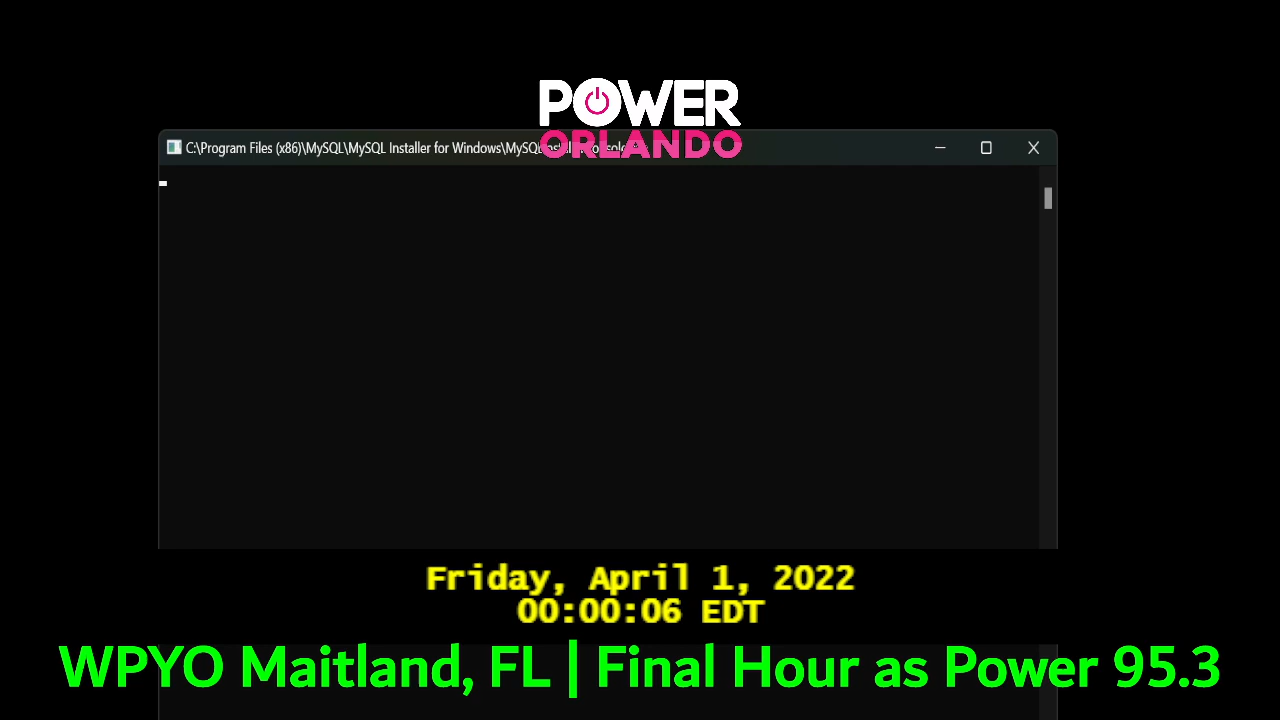 POWER
ORLANDO
C:\Program Files (x86)\MySQL\MySQL Installer for Windows\
Friday, April 1, 2022
00:00:06 EDT
WPYO Maitland, FL | Final Hour as Power 95.3